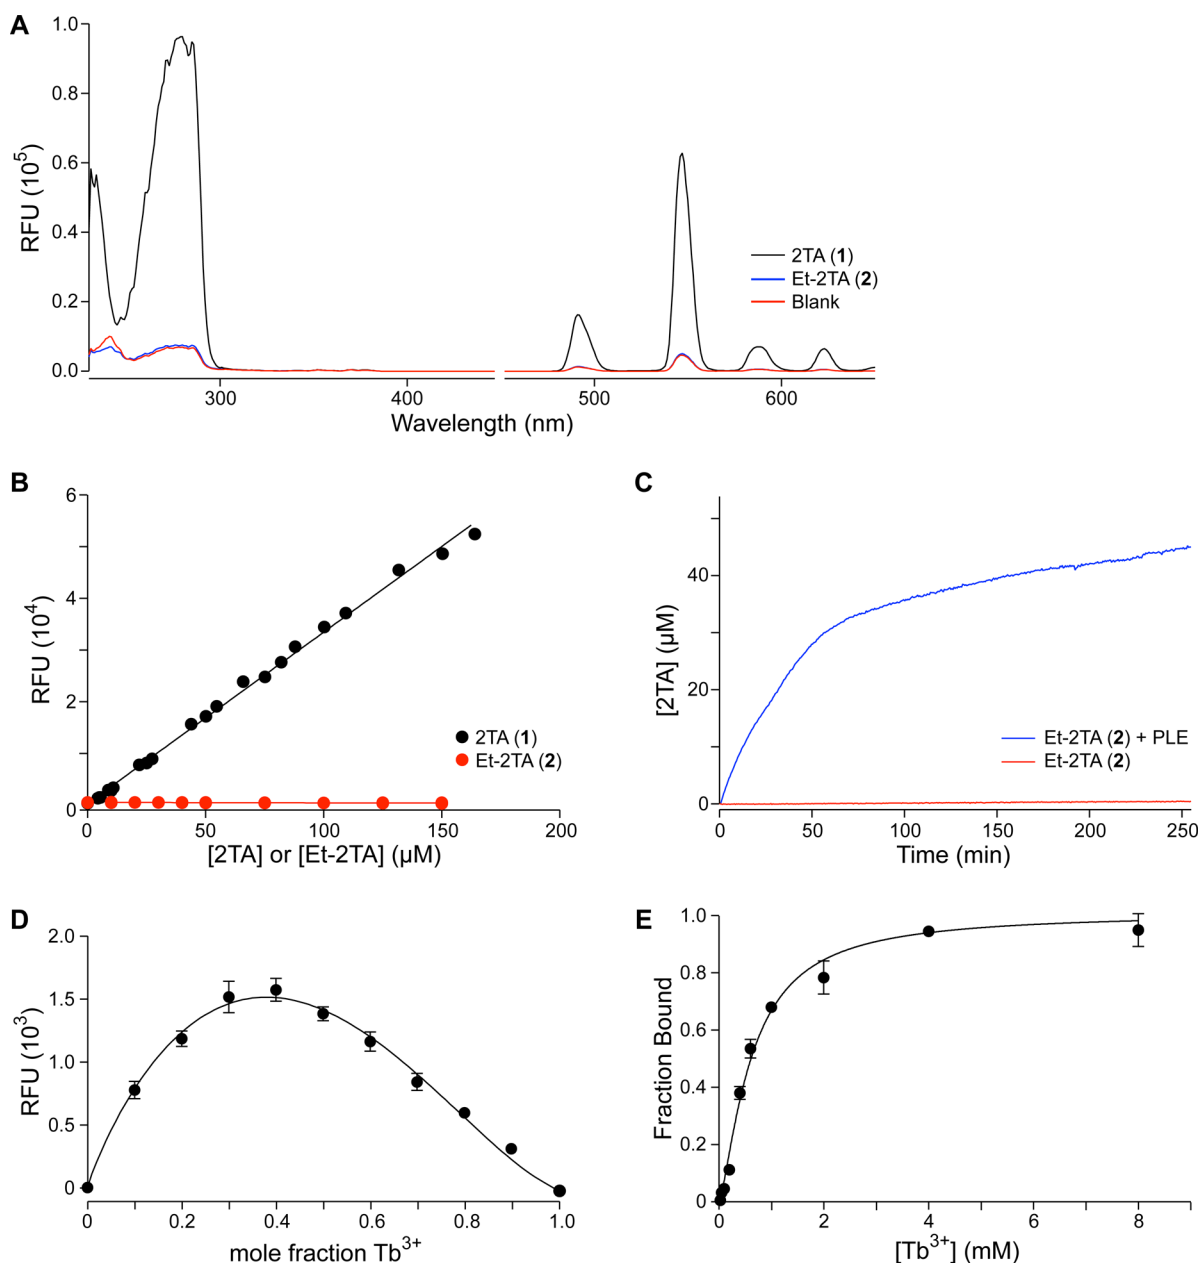 A
1.0
0.8
0.6
0.4
0.2
0.0
RFU (10⁵)
300
400
500
600
Wavelength (nm)
2TA (1)
Et-2TA (2)
Blank
B
6
4
2
0
RFU (10⁴)
0
50
100
150
200
[2TA] or [Et-2TA] (µM)
2TA (1)
Et-2TA (2)
C
40
20
0
[2TA] (µM)
0
50
100
150
200
250
Time (min)
Et-2TA (2) + PLE
Et-2TA (2)
D
2.0
1.5
1.0
0.5
0
RFU (10³)
0
0.2
0.4
0.6
0.8
1.0
mole fraction Tb³⁺
E
1.0
0.8
0.6
0.4
0.2
0
Fraction Bound
0
2
4
6
8
[Tb³⁺] (mM)